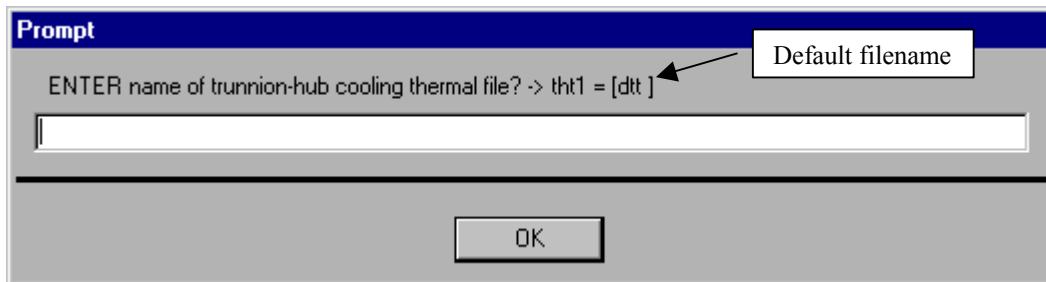 Prompt
Default filename
ENTER name of trunnion-hub cooling thermal file? -> tht1 = [dtt ]
OK